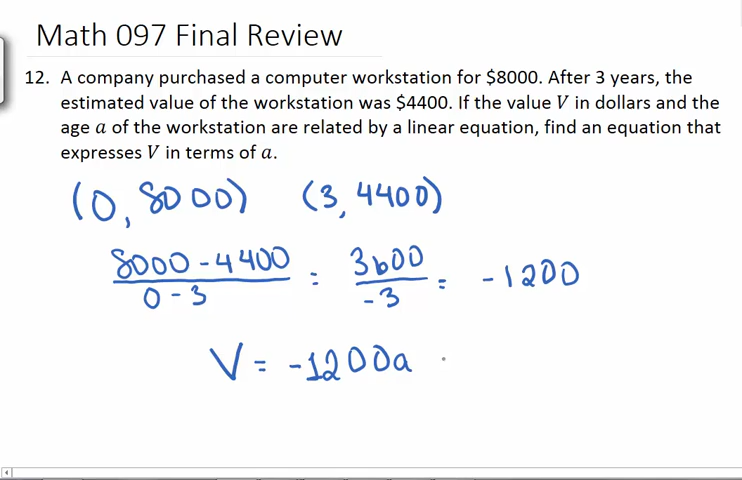 Math 097 Final Review
12. A company purchased a computer workstation for $8000. After 3 years, the
estimated value of the workstation was $4400. If the value V in dollars and the
age a of the workstation are related by a linear equation, find an equation that
expresses V in terms of a.
(0, 8000) (3, 4400)
8000 - 4400 / 0 - 3 = 3600 / -3 = -1200
V = -1200a